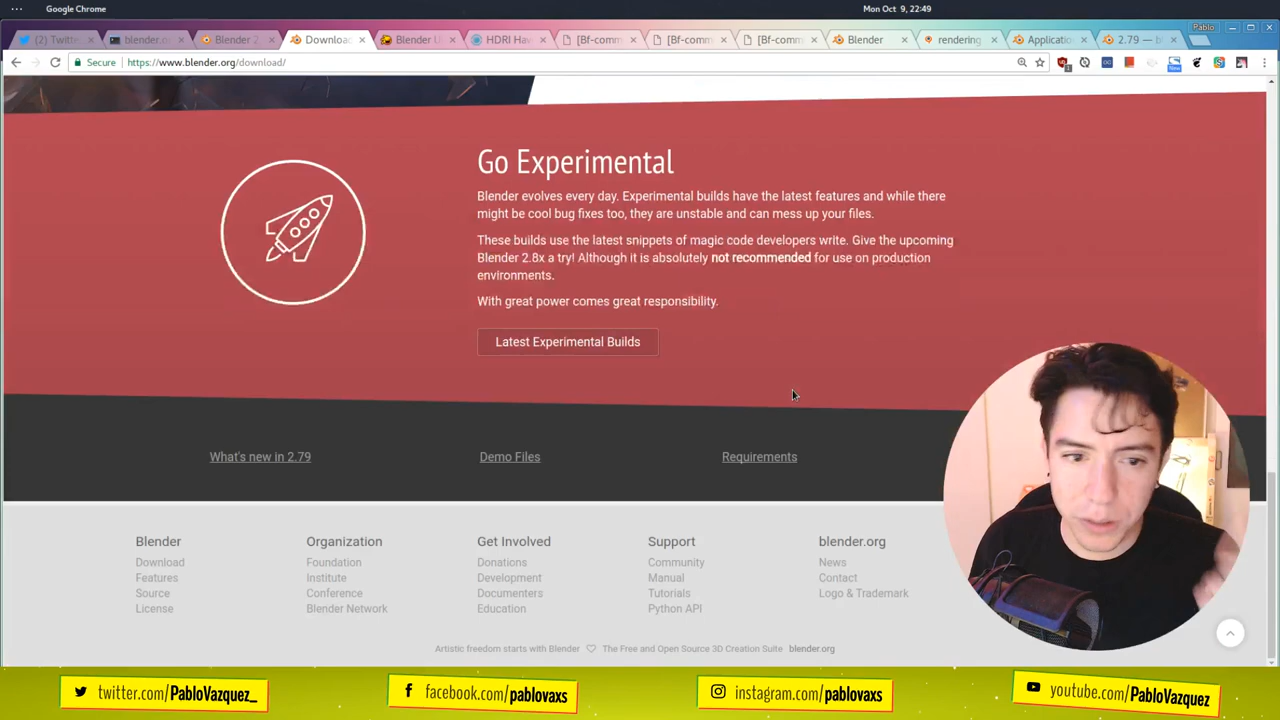 Google Chrome
Mon Oct 9, 22:49
Pablo
(2) Twitte
blender.
Blender 2
Downloa
Blender U
HDRI Hav
[Bf-comm
[Bf-comm
[Bf-comm
Blender
rendering
Applicatio
2.79 — b
Secure
https://www.blender.org/download/
Go Experimental
Blender evolves every day. Experimental builds have the latest features and while there
might be cool bug fixes too, they are unstable and can mess up your files.
These builds use the latest snippets of magic code developers write. Give the upcoming
Blender 2.8x a try! Although it is absolutely not recommended for use on production
environments.
With great power comes great responsibility.
Latest Experimental Builds
What's new in 2.79
Demo Files
Requirements
Blender
Download
Features
Source
License
Organization
Foundation
Institute
Conference
Blender Network
Get Involved
Donations
Development
Documenters
Education
Support
Community
Manual
Tutorials
Python API
blender.org
News
Contact
Logo & Trademark
Artistic freedom starts with Blender
The Free and Open Source 3D Creation Suite
blender.org
twitter.com/PabloVazquez_
facebook.com/pablovaxs
instagram.com/pablovaxs
youtube.com/PabloVazquez